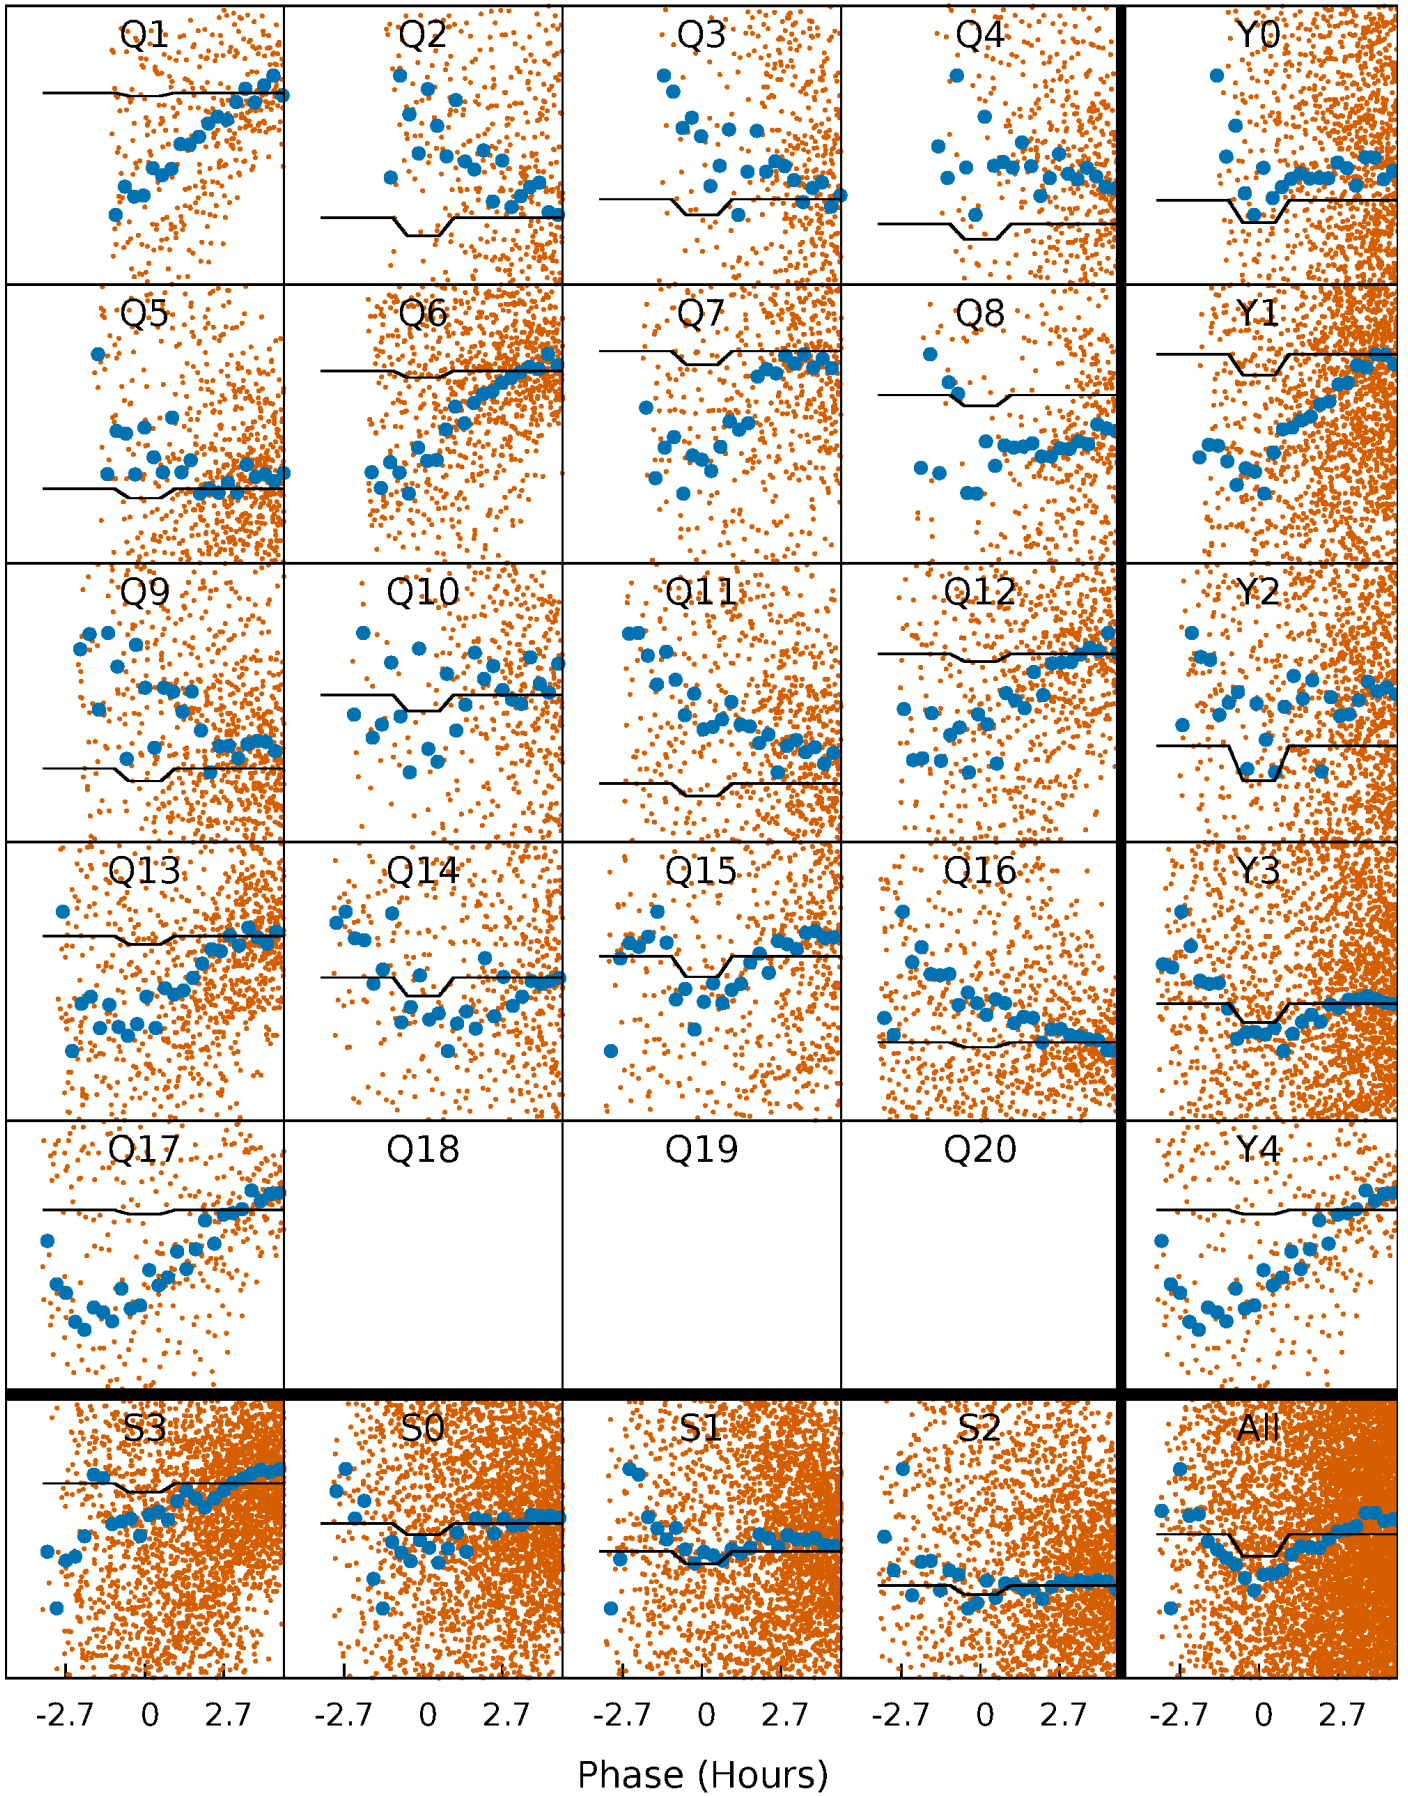 Q1 Q2 Q3 Q4 Y0
Q5 Q6 Q7 Q8 Y1
Q9 Q10 Q11 Q12 Y2
Q13 Q14 Q15 Q16 Y3
Q17 Q18 Q19 Q20 Y4
S3 S0 S1 S2 All
-2.7 0 2.7 -2.7 0 2.7 -2.7 0 2.7 -2.7 0 2.7 -2.7 0 2.7
Phase (Hours)